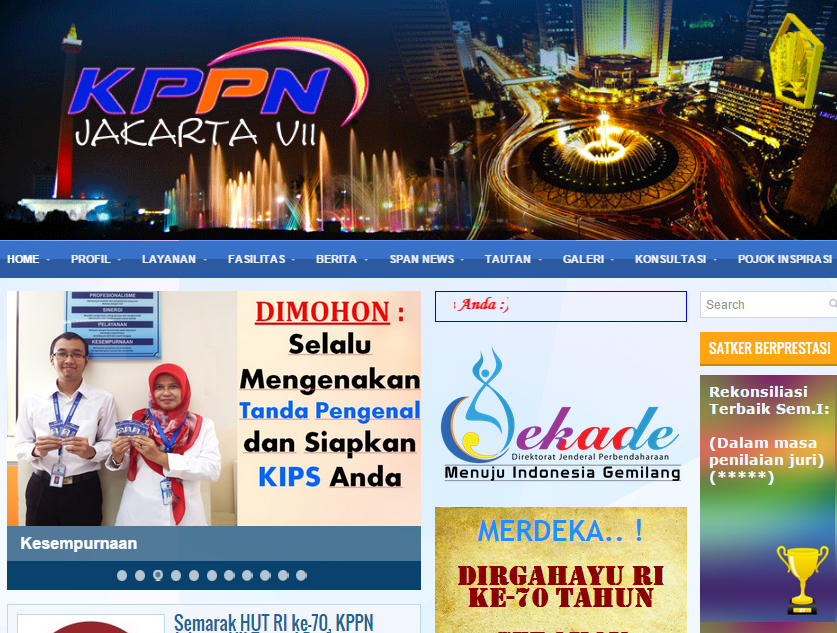 KPPN
JAKARTA VII
HOME
PROFIL
LAYANAN
FASILITAS
BERITA
SPAN NEWS
TAUTAN
GALERI
KONSULTASI
POJOK INSPIRASI
PROFESIONALISME
SINERGI
PELAYANAN
KESEMPURNAAN
DIMOHON :
Selalu
Mengenakan
Tanda Pengenal
dan Siapkan
KIPS Anda
Kesempurnaan
Semarak HUT RI ke-70, KPPN
Anda :)
Dekade
Direktorat Jenderal Perbendaharaan
Menuju Indonesia Gemilang
MERDEKA.. !
DIRGAHAYU RI
KE-70 TAHUN
Search
SATKER BERPRESTASI
Rekonsiliasi
Terbaik Sem.I:
(Dalam masa
penilaian juri)
(*****)